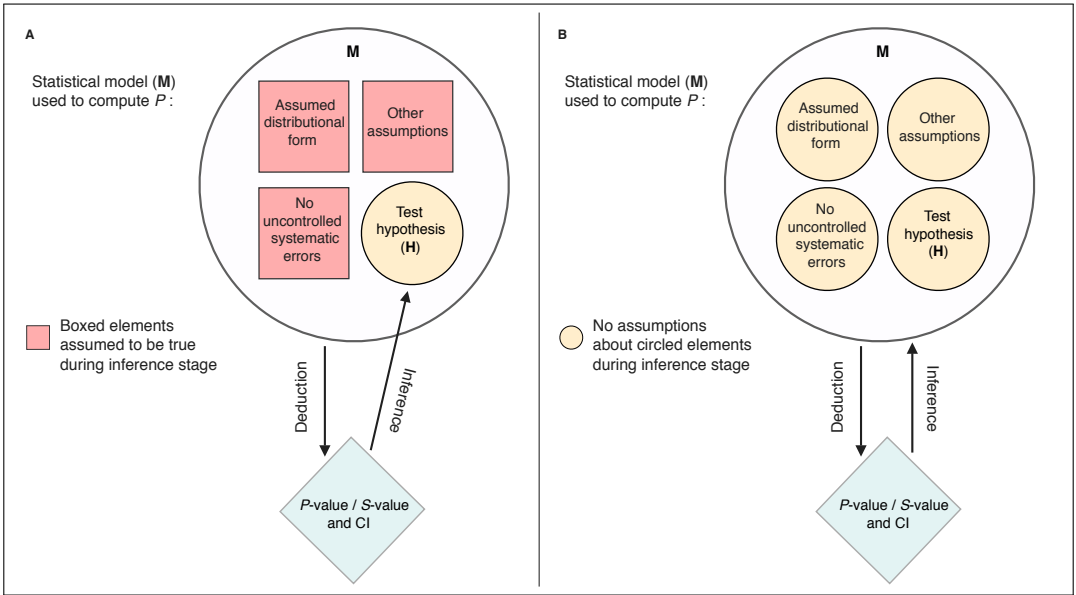 A
M
Statistical model (M)
used to compute P :
Assumed
distributional
form
Other
assumptions
No
uncontrolled
systematic
errors
Test
hypothesis
(H)
Boxed elements
assumed to be true
during inference stage
Deduction
Inference
P-value / S-value
and CI
B
M
Statistical model (M)
used to compute P :
Assumed
distributional
form
Other
assumptions
No
uncontrolled
systematic
errors
Test
hypothesis
(H)
No assumptions
about circled elements
during inference stage
Deduction
Inference
P-value / S-value
and CI